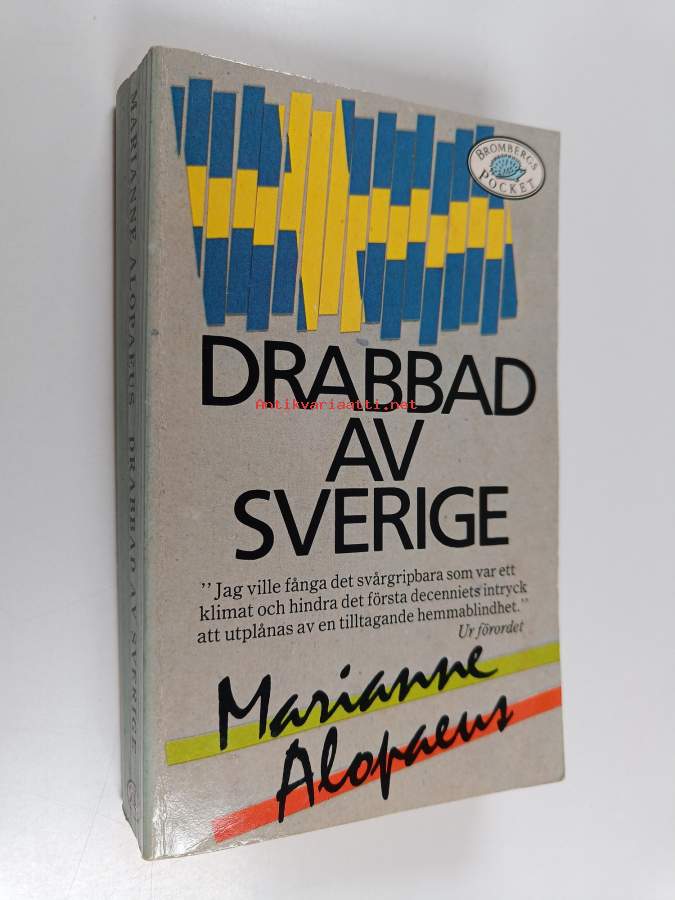 BROMBERGS
POCKET
DRABBAD
AV
SVERIGE
Antikvariaatti.net
”Jag ville fånga det svårgripbara som var ett
klimat och hindra det första decenniets intryck
att utplånas av en tilltagande hemmablindhet.”
Ur förordet
Marianne
Alopaeus
MARIANNE ALOPAEUS DRABBAD AV SVERIGE